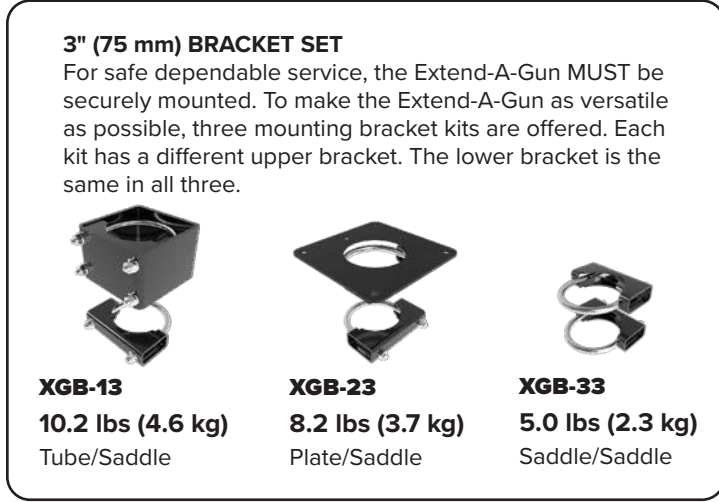 3" (75 mm) BRACKET SET
For safe dependable service, the Extend-A-Gun MUST be
securely mounted. To make the Extend-A-Gun as versatile
as possible, three mounting bracket kits are offered. Each
kit has a different upper bracket. The lower bracket is the
same in all three.
XGB-13
10.2 lbs (4.6 kg)
Tube/Saddle
XGB-23
8.2 lbs (3.7 kg)
Plate/Saddle
XGB-33
5.0 lbs (2.3 kg)
Saddle/Saddle